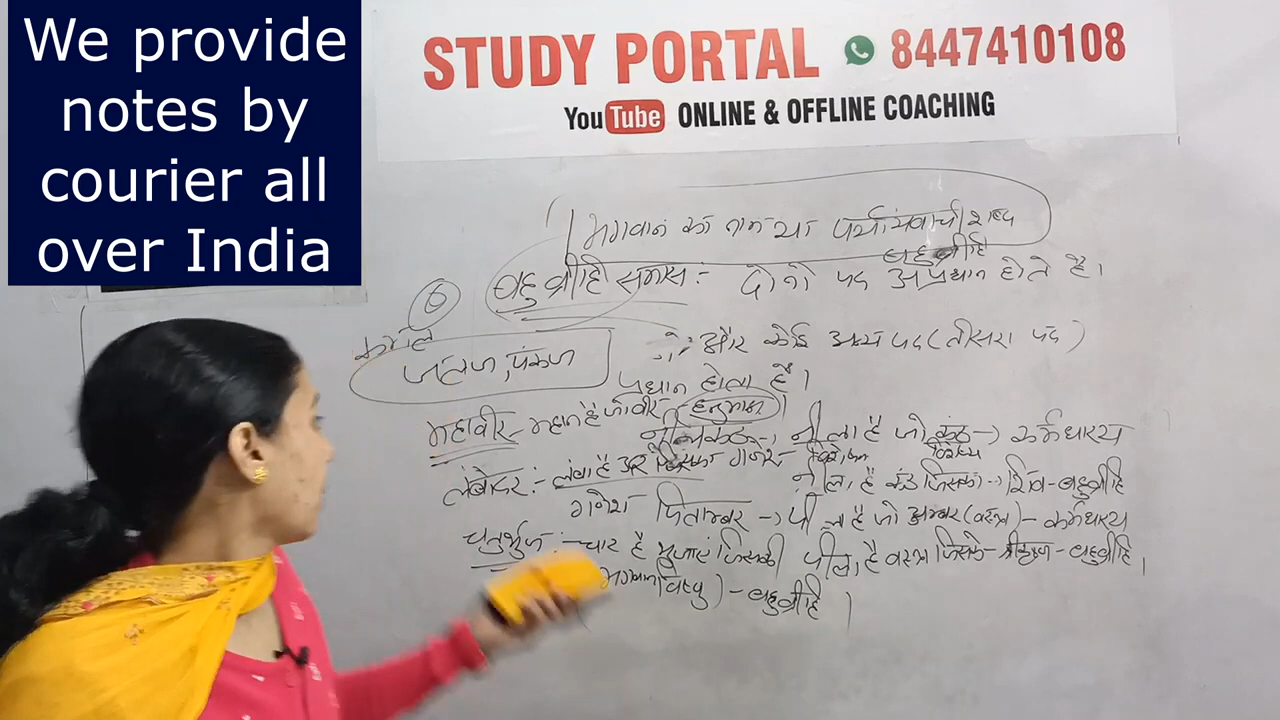 We provide
notes by
courier all
over India
STUDY PORTAL 8447410108
YouTube ONLINE & OFFLINE COACHING
भगवान का नाम या पर्यायवाची शब्द
बहुव्रीहि
6 बहुव्रीहि समास :- दोनों पद अप्रधान होते है।
और कोई अन्य पद (तीसरा पद)
प्रधान होता है।
कमल
जलज, पंकज
महावीर - महान है जो वीर - हनुमान।
नीलकंठ → नीला है जो कंठ → कर्मधारय
विशेषण विशेष्य
लंबोदर :- लंबा है उदर जिसका
गणेश
नीला है कंठ जिसका - शिव - बहुव्रीहि
पिताम्बर → पीला है जो अम्बर (वस्त्र) - कर्मधारय
चतुर्भुज :- चार है भुजाएं जिसकी
पीला है वस्त्र जिसके - श्रीकृष्ण - बहुव्रीहि।
भगवान विष्णु) - बहुव्रीहि।